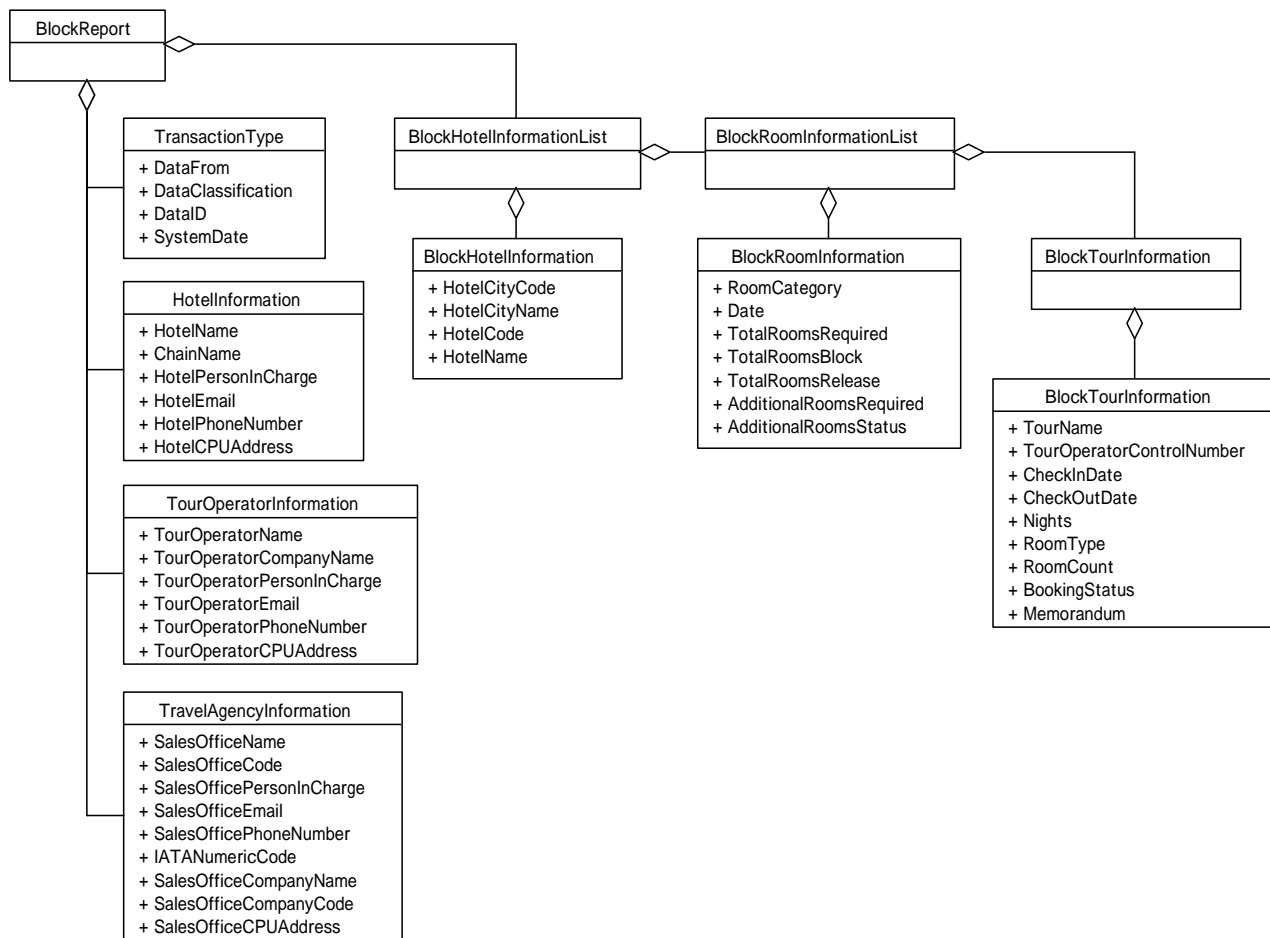 BlockReport
TransactionType
+ DataFrom
+ DataClassification
+ DataID
+ SystemDate
HotelInformation
+ HotelName
+ ChainName
+ HotelPersonInCharge
+ HotelEmail
+ HotelPhoneNumber
+ HotelCPUAddress
TourOperatorInformation
+ TourOperatorName
+ TourOperatorCompanyName
+ TourOperatorPersonInCharge
+ TourOperatorEmail
+ TourOperatorPhoneNumber
+ TourOperatorCPUAddress
TravelAgencyInformation
+ SalesOfficeName
+ SalesOfficeCode
+ SalesOfficePersonInCharge
+ SalesOfficeEmail
+ SalesOfficePhoneNumber
+ IATANumericCode
+ SalesOfficeCompanyName
+ SalesOfficeCompanyCode
+ SalesOfficeCPUAddress
BlockHotelInformationList
BlockHotelInformation
+ HotelCityCode
+ HotelCityName
+ HotelCode
+ HotelName
BlockRoomInformationList
BlockRoomInformation
+ RoomCategory
+ Date
+ TotalRoomsRequired
+ TotalRoomsBlock
+ TotalRoomsRelease
+ AdditionalRoomsRequired
+ AdditionalRoomsStatus
BlockTourInformation
BlockTourInformation
+ TourName
+ TourOperatorControlNumber
+ CheckInDate
+ CheckOutDate
+ Nights
+ RoomType
+ RoomCount
+ BookingStatus
+ Memorandum